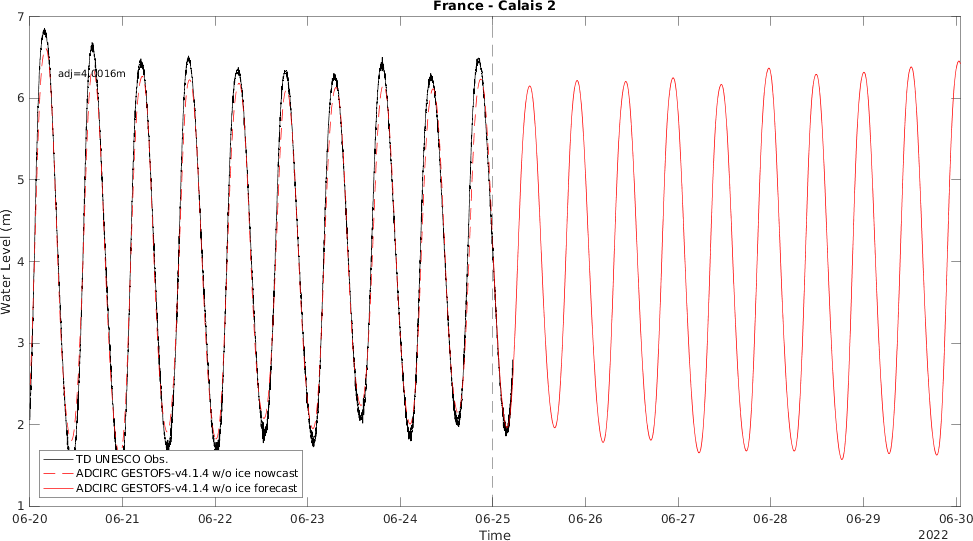 France - Calais 2
7
6
5
4
3
2
1
Water Level (m)
adj=4.0016m
TD UNESCO Obs.
ADCIRC GESTOFS-v4.1.4 w/o ice nowcast
ADCIRC GESTOFS-v4.1.4 w/o ice forecast
06-20 06-21 06-22 06-23 06-24 06-25 06-26 06-27 06-28 06-29 06-30
Time
2022